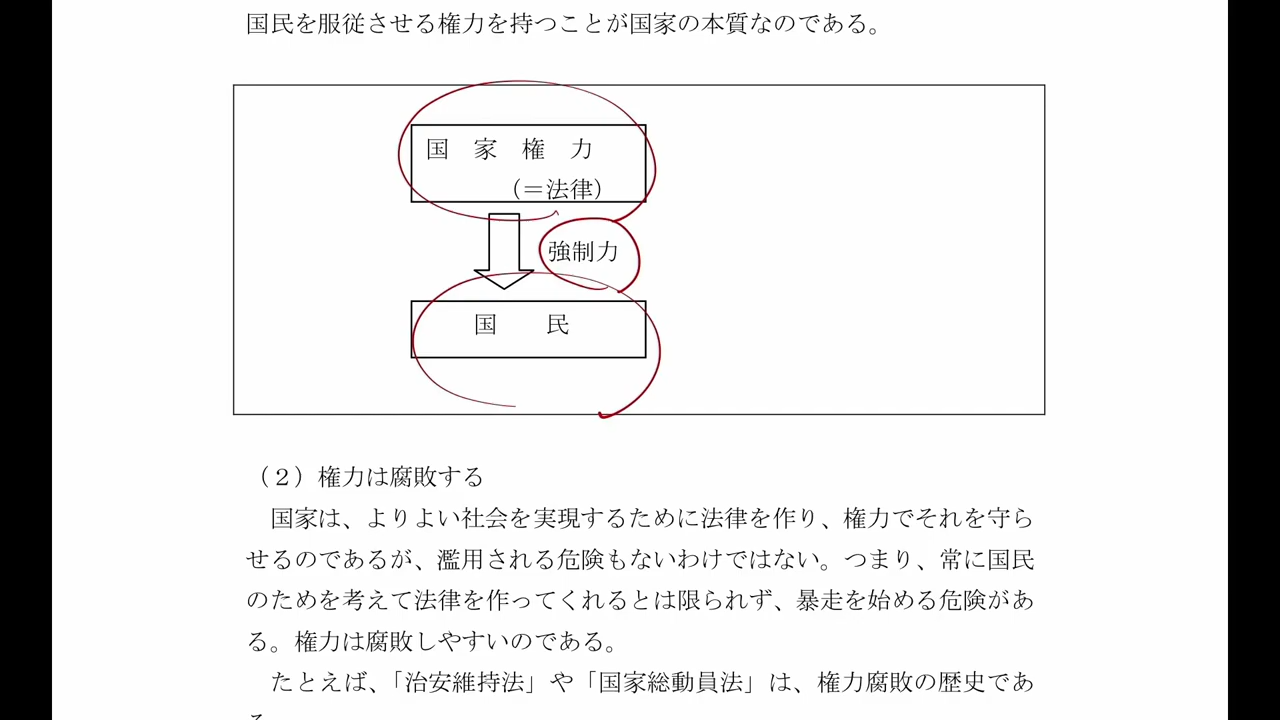 国民を服従させる権力を持つことが国家の本質なのである。
国　家　権　力
（＝法律）
強制力
国　　民
（２）権力は腐敗する
　国家は、よりよい社会を実現するために法律を作り、権力でそれを守ら
せるのであるが、濫用される危険もないわけではない。つまり、常に国民
のためを考えて法律を作ってくれるとは限られず、暴走を始める危険があ
る。権力は腐敗しやすいのである。
　たとえば、「治安維持法」や「国家総動員法」は、権力腐敗の歴史であ